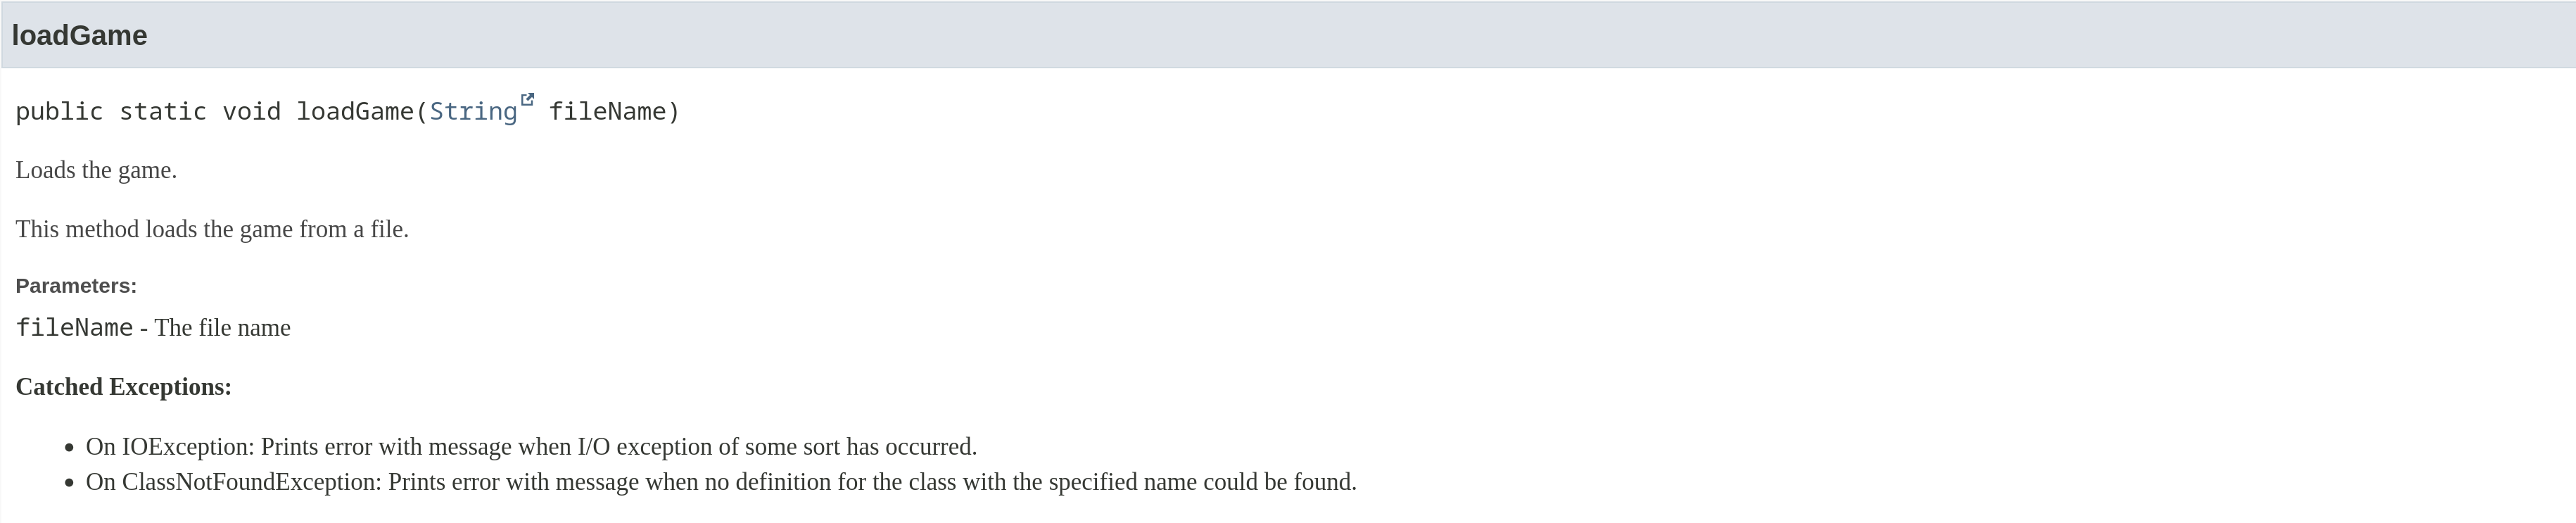 loadGame
public static void loadGame(String fileName)
Loads the game.
This method loads the game from a file.
Parameters:
fileName - The file name
Catched Exceptions:
• On IOException: Prints error with message when I/O exception of some sort has occurred.
• On ClassNotFoundException: Prints error with message when no definition for the class with the specified name could be found.